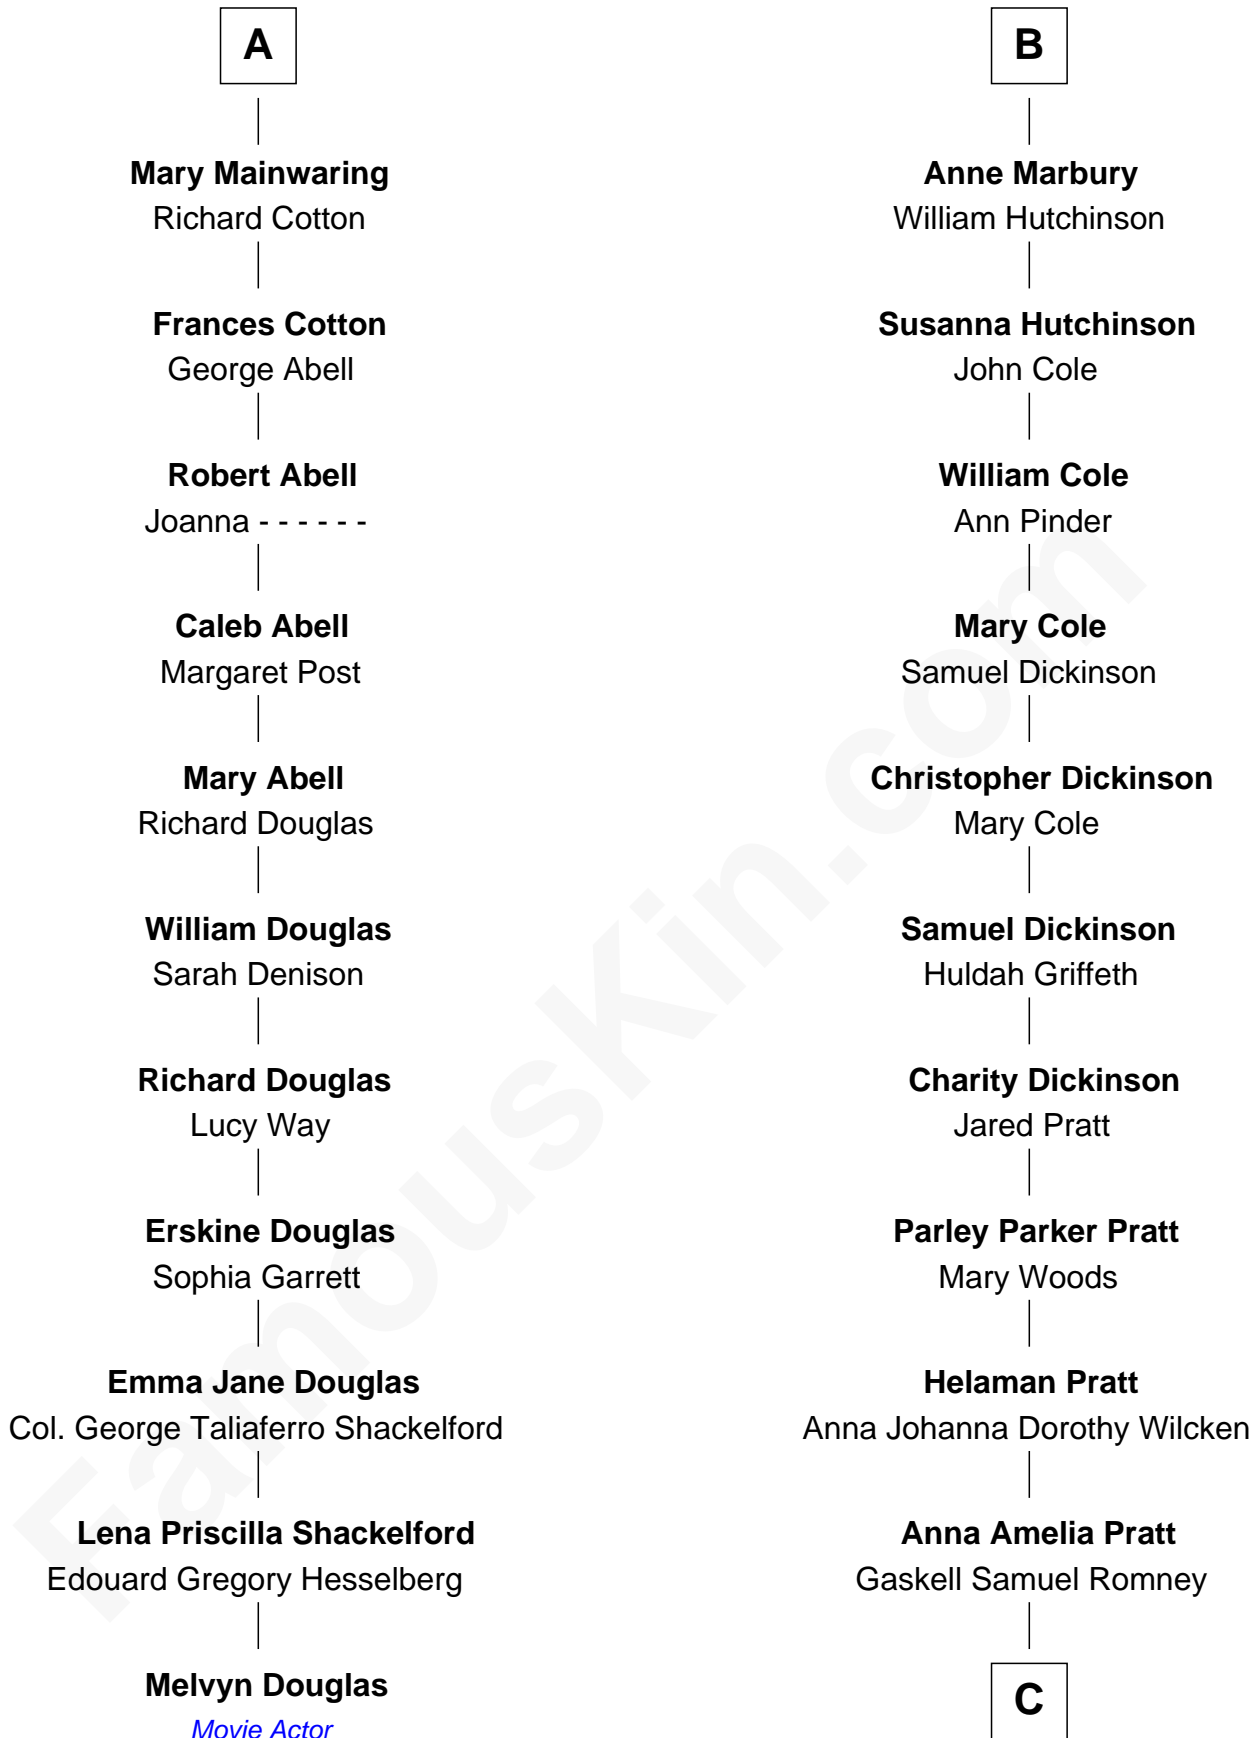 A
Mary Mainwaring
Richard Cotton
Frances Cotton
George Abell
Robert Abell
Joanna - - - - - -
Caleb Abell
Margaret Post
Mary Abell
Richard Douglas
William Douglas
Sarah Denison
Richard Douglas
Lucy Way
Erskine Douglas
Sophia Garrett
Emma Jane Douglas
Col. George Taliaferro Shackelford
Lena Priscilla Shackelford
Edouard Gregory Hesselberg
Melvyn Douglas
Movie Actor
B
Anne Marbury
William Hutchinson
Susanna Hutchinson
John Cole
William Cole
Ann Pinder
Mary Cole
Samuel Dickinson
Christopher Dickinson
Mary Cole
Samuel Dickinson
Huldah Griffeth
Charity Dickinson
Jared Pratt
Parley Parker Pratt
Mary Woods
Helaman Pratt
Anna Johanna Dorothy Wilcken
Anna Amelia Pratt
Gaskell Samuel Romney
C
FamousKin.com